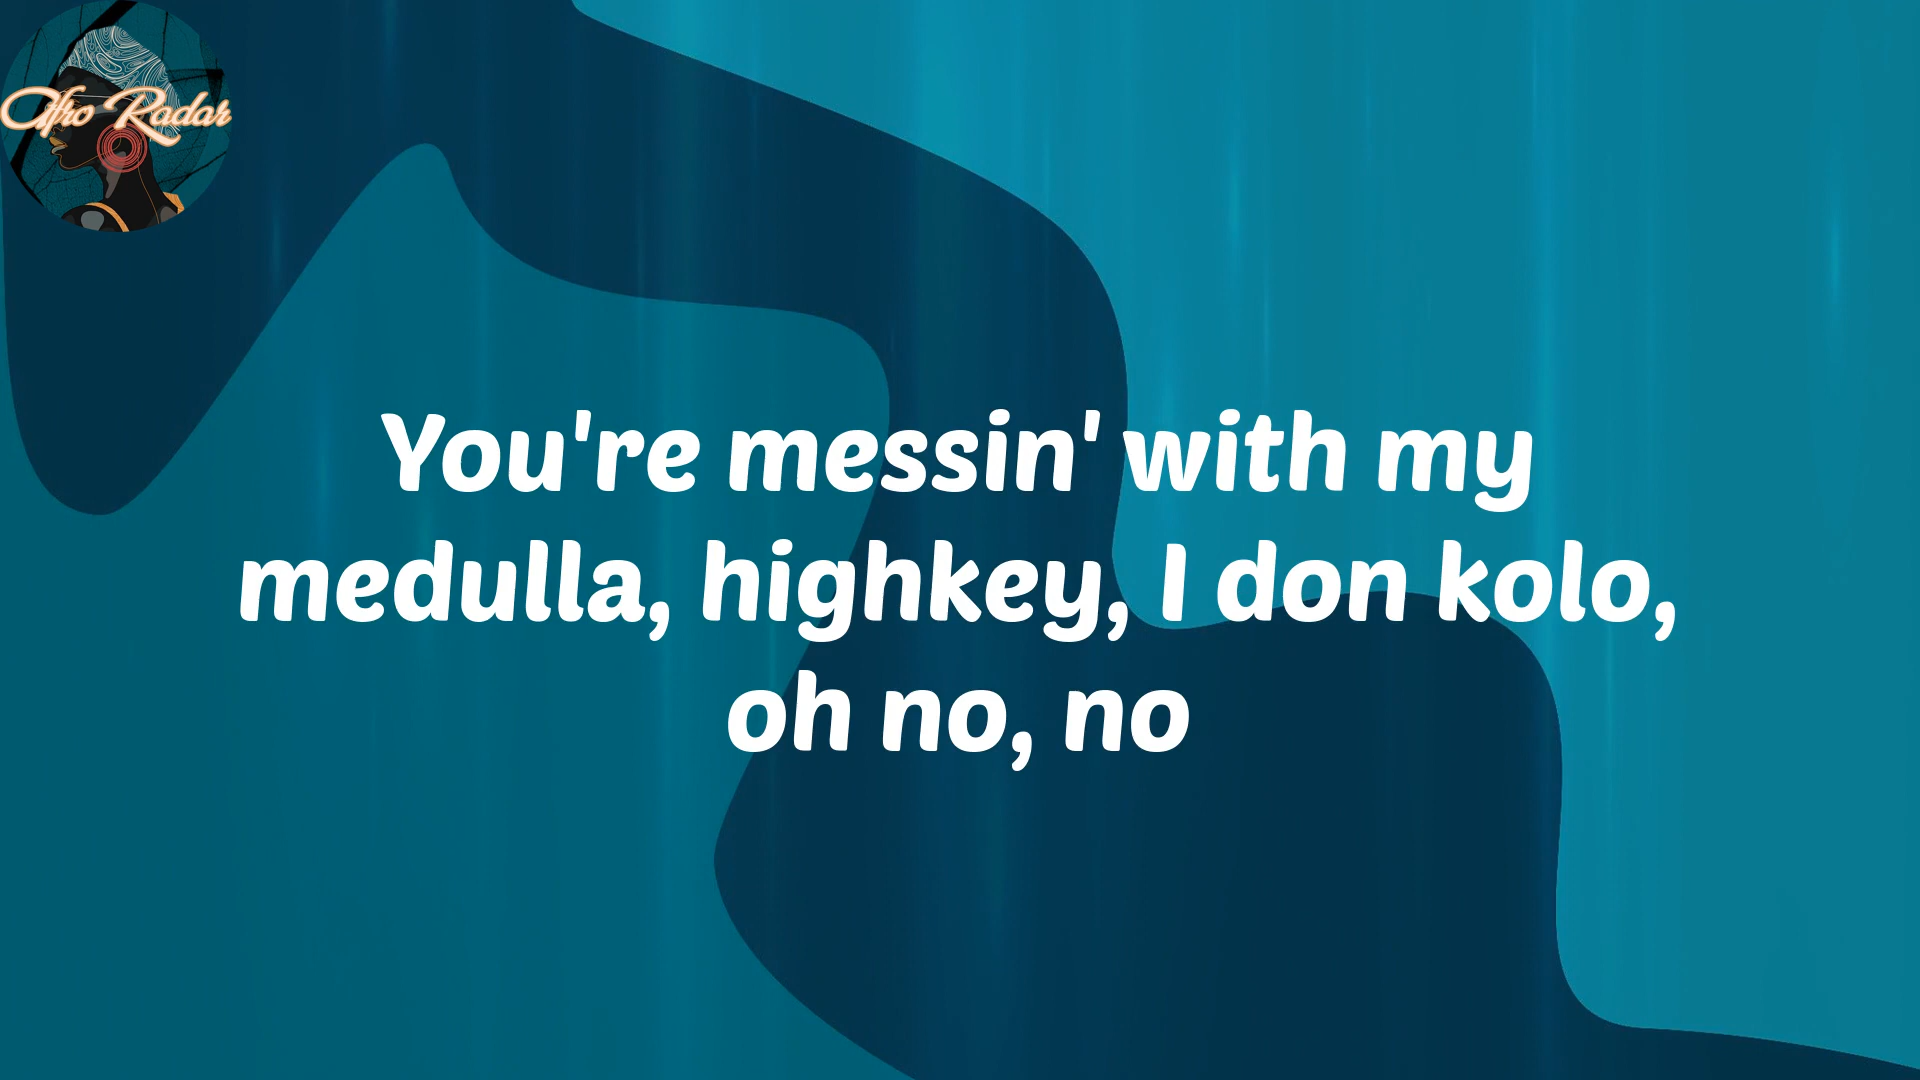 Afro Radar
You're messin' with my
medulla, highkey, I don kolo,
oh no, no